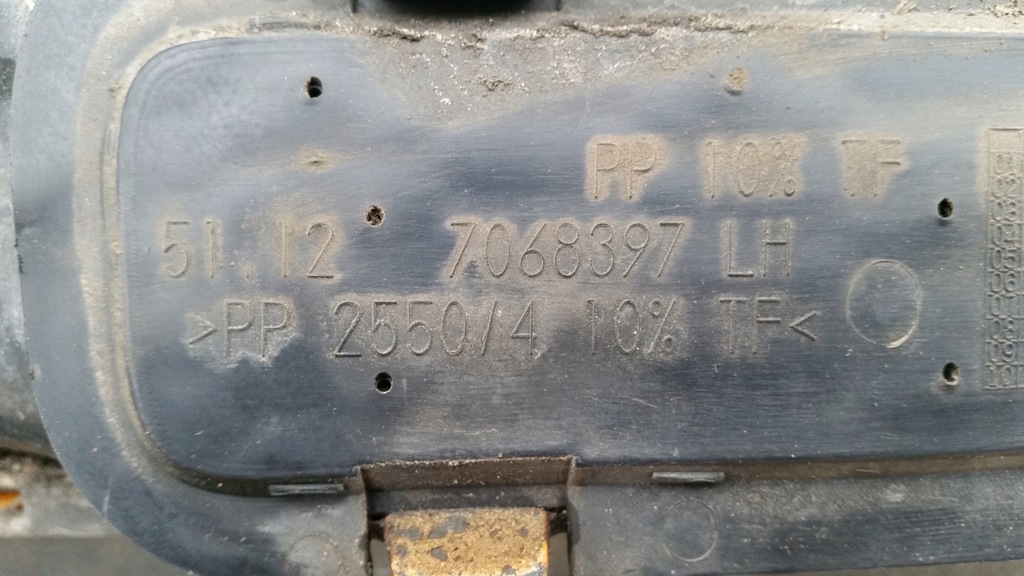 PP 10% TF
51.12 7068397 LH
>PP 2550/4 10% TF<